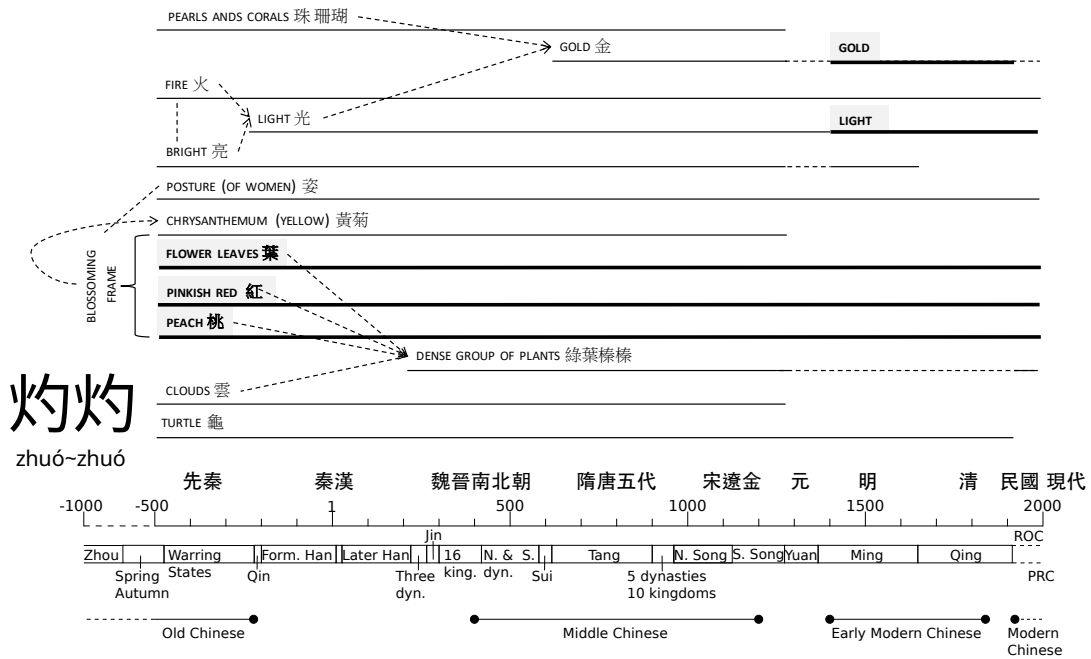 PEARLS ANDS CORALS 珠 珊瑚
GOLD 金
GOLD
FIRE 火
LIGHT 光
LIGHT
BRIGHT 亮
POSTURE (OF WOMEN) 姿
CHRYSANTHEMUM (YELLOW) 黃菊
BLOSSOMING
FRAME
FLOWER LEAVES 葉
PINKISH RED 紅
PEACH 桃
DENSE GROUP OF PLANTS 綠葉榛榛
CLOUDS 雲
TURTLE 龜
灼灼
zhuó~zhuó
先秦 秦漢 魏晉南北朝 隋唐五代 宋遼金 元 明 清 民國 現代
-1000 -500 1 500 1000 1500 2000
Jin ROC
Zhou Warring States Form. Han Later Han 16 king. N. & S. dyn. Tang N. Song S. Song Yuan Ming Qing
Spring Autumn Qin Three dyn. Sui 5 dynasties 10 kingdoms PRC
Old Chinese Middle Chinese Early Modern Chinese Modern Chinese